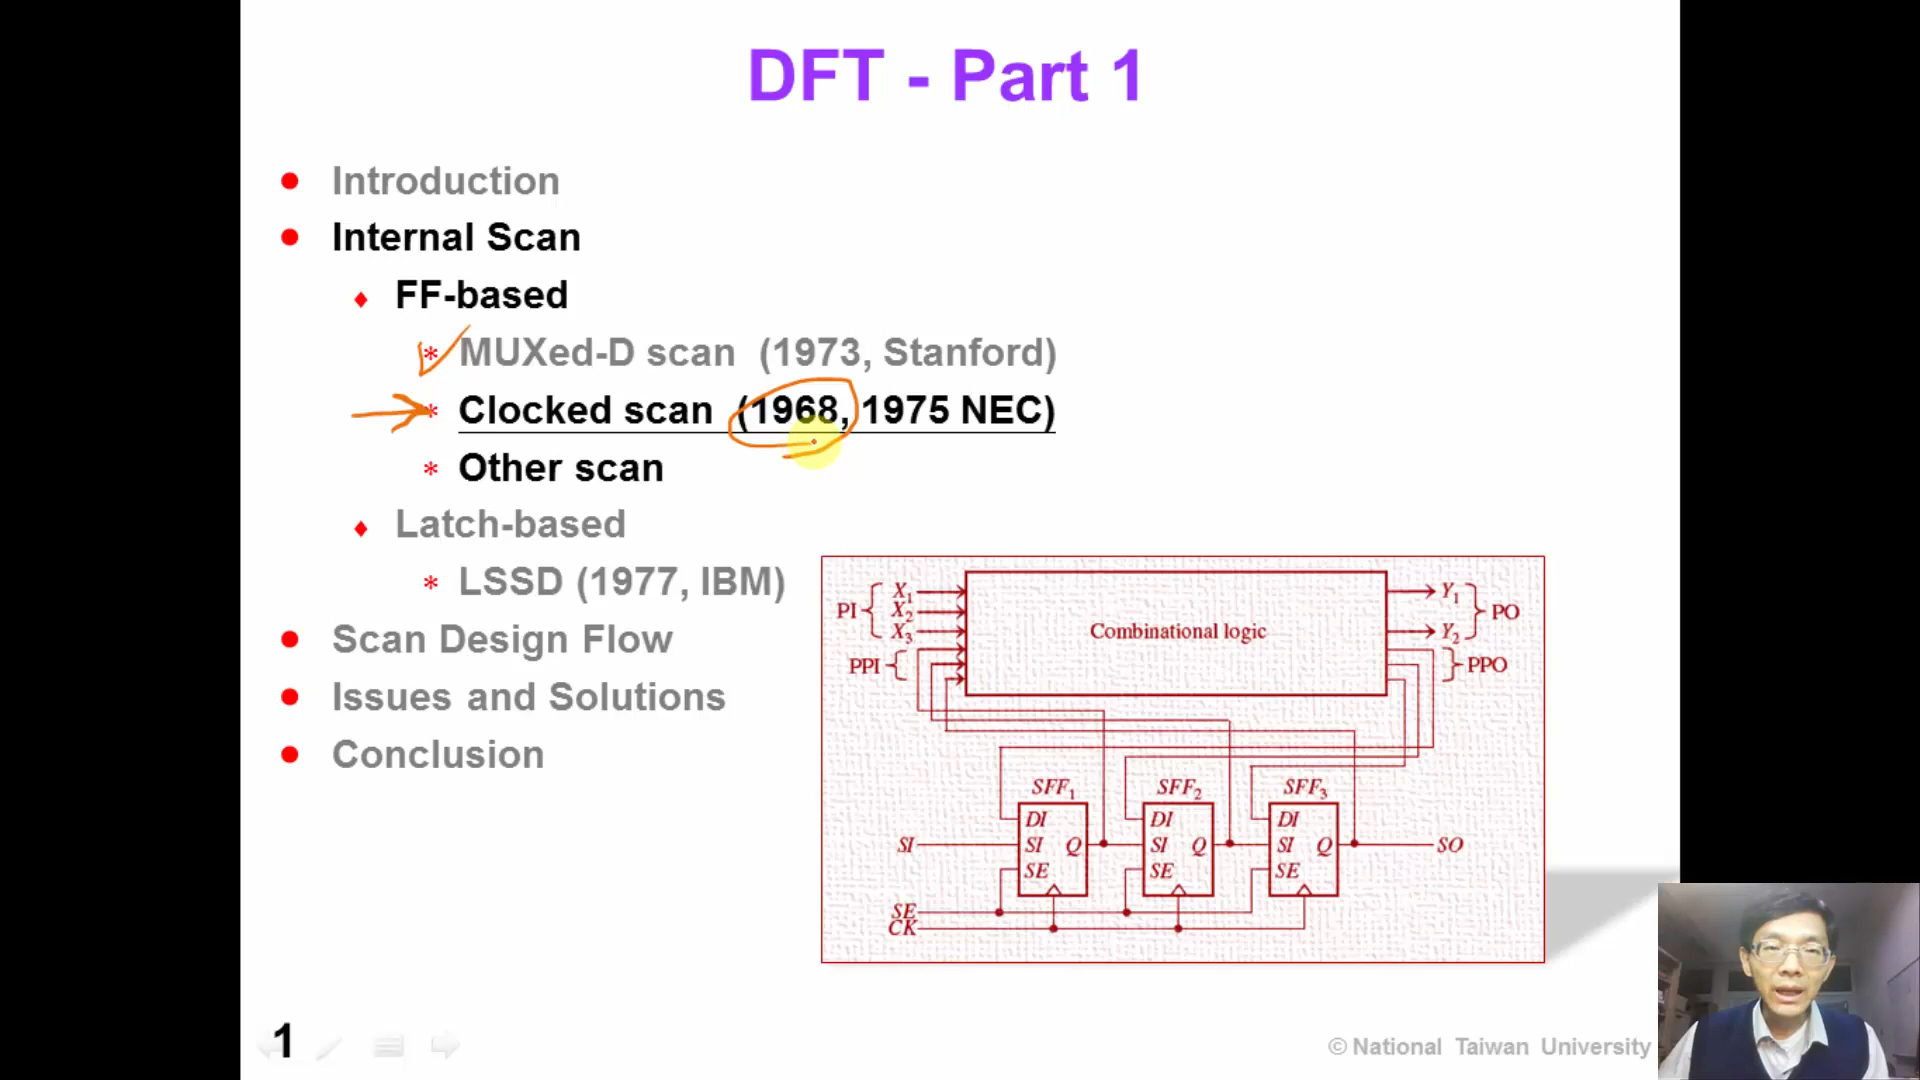 DFT - Part 1
Introduction
Internal Scan
FF-based
MUXed-D scan (1973, Stanford)
Clocked scan (1968, 1975 NEC)
Other scan
Latch-based
LSSD (1977, IBM)
Scan Design Flow
Issues and Solutions
Conclusion
PI
X1
X2
X3
PPI
Combinational logic
Y1
Y2
PO
PPO
SFF1
SFF2
SFF3
DI
DI
DI
SI
SI Q
SI Q
SI Q
SO
SE
SE
SE
SE
CK
1
© National Taiwan University